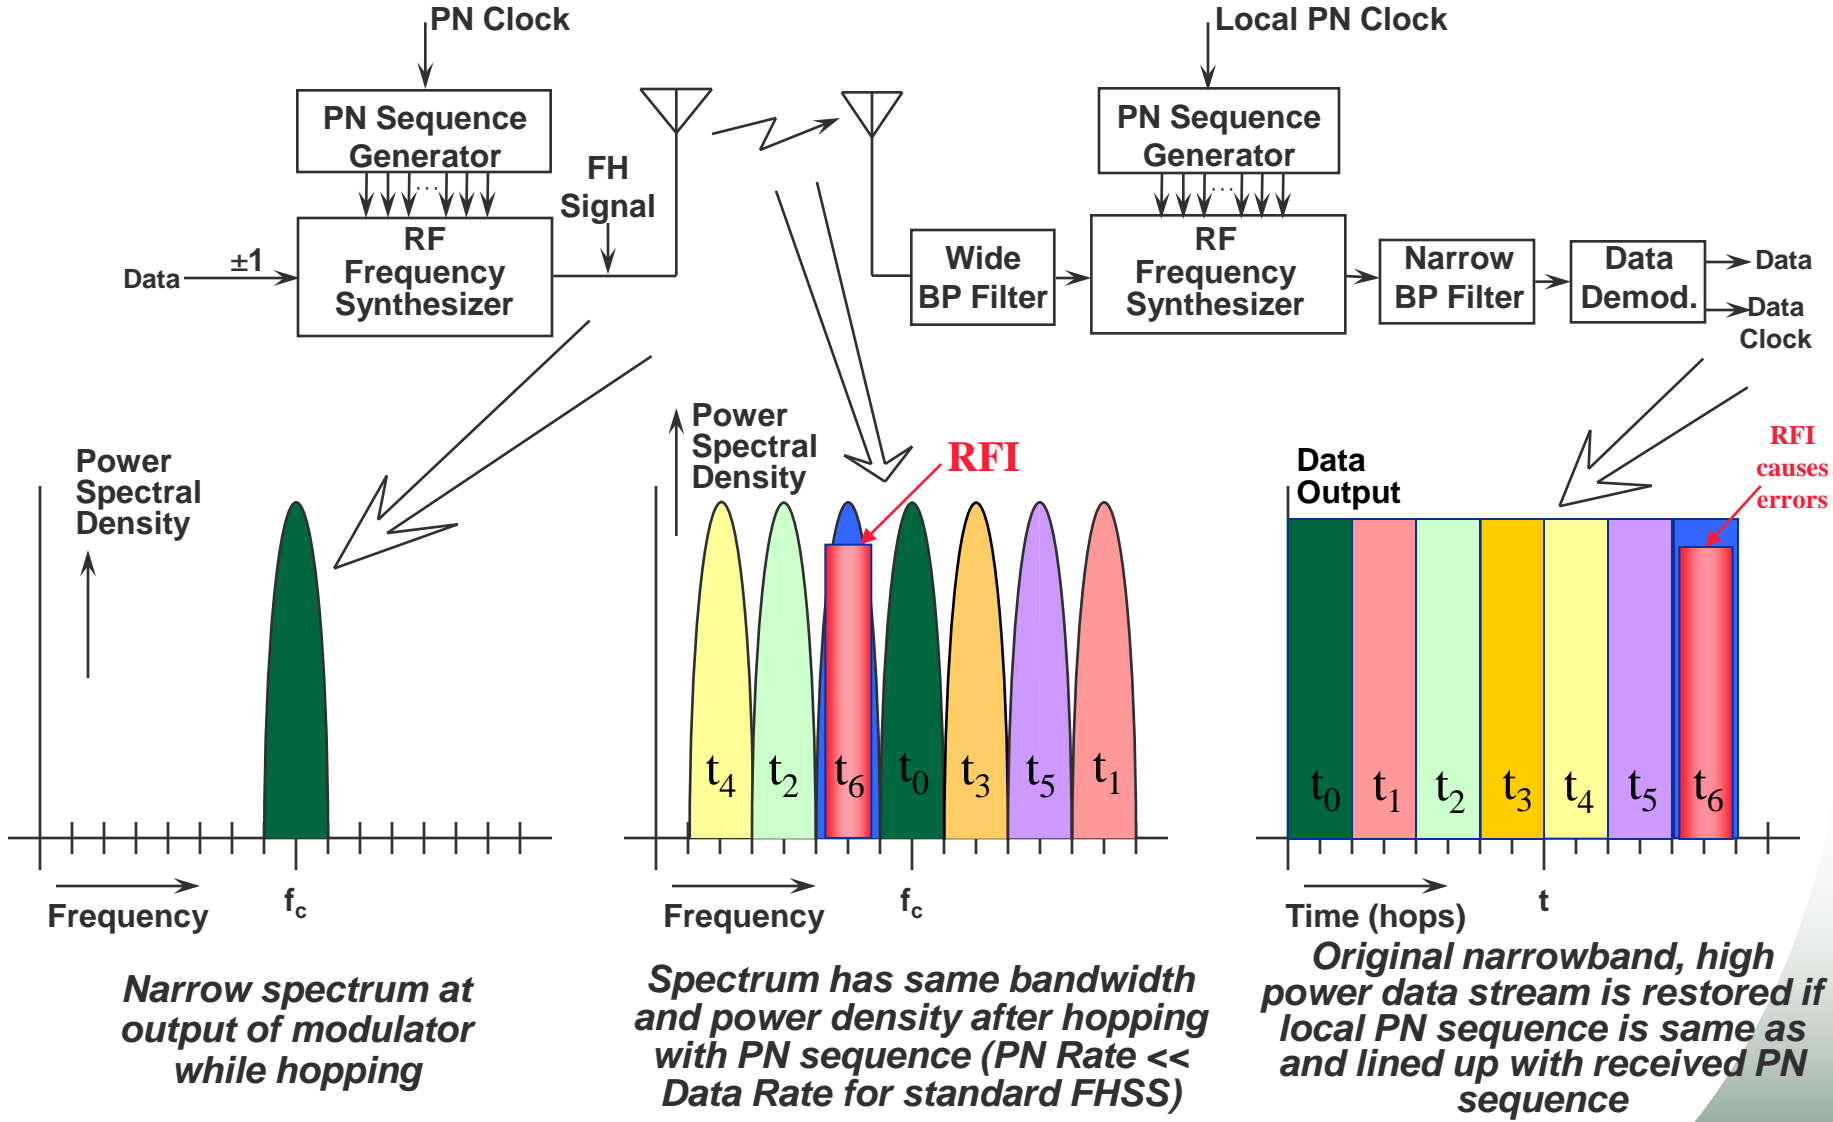 PN Clock
PN Sequence
Generator
...
FH
Signal
Data
±1
RF
Frequency
Synthesizer
Local PN Clock
PN Sequence
Generator
...
Wide
BP Filter
RF
Frequency
Synthesizer
Narrow
BP Filter
Data
Demod.
Data
Data
Clock
Power
Spectral
Density
Frequency
fc
Narrow spectrum at
output of modulator
while hopping
Power
Spectral
Density
RFI
t4
t2
t6
t0
t3
t5
t1
Frequency
fc
Spectrum has same bandwidth
and power density after hopping
with PN sequence (PN Rate <<
Data Rate for standard FHSS)
Data
Output
RFI
causes
errors
t0
t1
t2
t3
t4
t5
t6
Time (hops)
t
Original narrowband, high
power data stream is restored if
local PN sequence is same as
and lined up with received PN
sequence